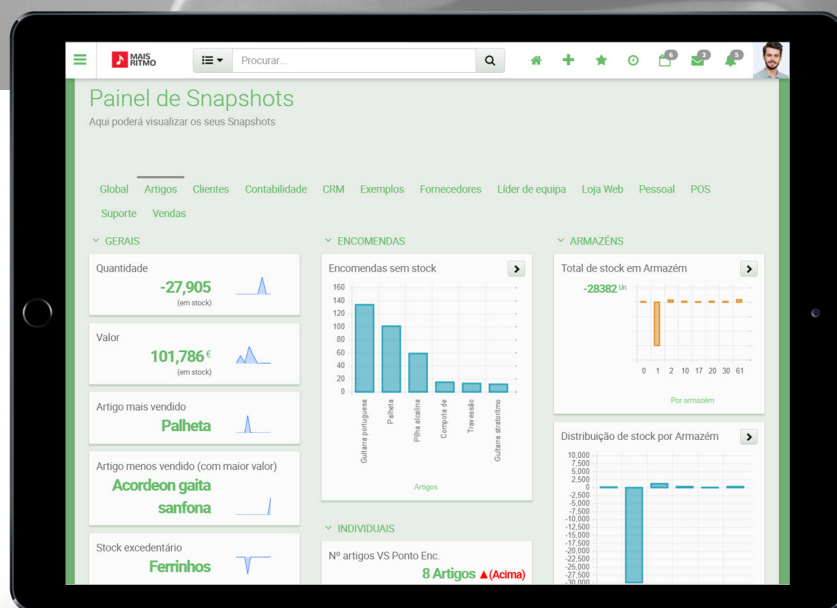 MAIS
RITMO
Procurar...
6
3
5
Painel de Snapshots
Aqui poderá visualizar os seus Snapshots
Global Artigos Clientes Contabilidade CRM Exemplos Fornecedores Líder de equipa Loja Web Pessoal POS
Suporte Vendas
GERAIS
Quantidade
-27,905
(em stock)
Valor
101,786 €
(em stock)
Artigo mais vendido
Palheta
Artigo menos vendido (com maior valor)
Acordeon gaita
sanfona
Stock excedentário
Ferrinhos
ENCOMENDAS
Encomendas sem stock
160
140
120
100
80
60
40
20
0
Guitarra portuguesa
Palheta
Pilha alcalina
Compota de
Travessão
Guitarra stratoritmo
Artigos
INDIVIDUAIS
Nº artigos VS Ponto Enc.
8 Artigos ▲(Acima)
ARMAZÉNS
Total de stock em Armazém
-28382 Un
0 1 2 10 17 20 30 61
Por armazém
Distribuição de stock por Armazém
10,000
7,500
5,000
2,500
0
-2,500
-5,000
-7,500
-10,000
-12,500
-15,000
-17,500
-20,000
-22,500
-25,000
-27,500
-30,000